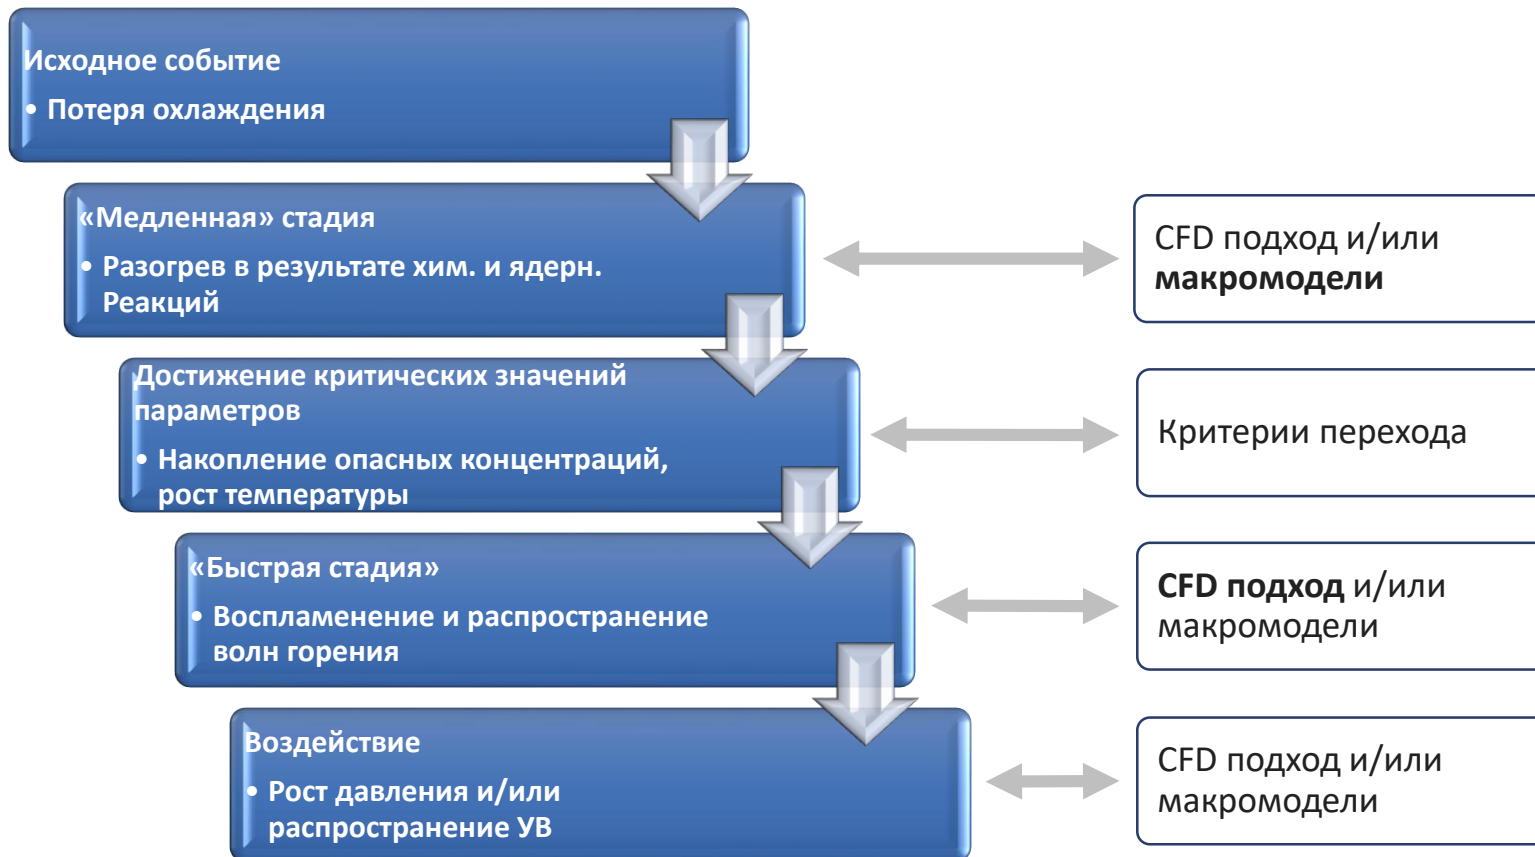 Исходное событие
• Потеря охлаждения
«Медленная» стадия
• Разогрев в результате хим. и ядерн.
Реакций
CFD подход и/или
макромодели
Достижение критических значений
параметров
• Накопление опасных концентраций,
рост температуры
Критерии перехода
«Быстрая стадия»
• Воспламенение и распространение
волн горения
CFD подход и/или
макромодели
Воздействие
• Рост давления и/или
распространение УВ
CFD подход и/или
макромодели